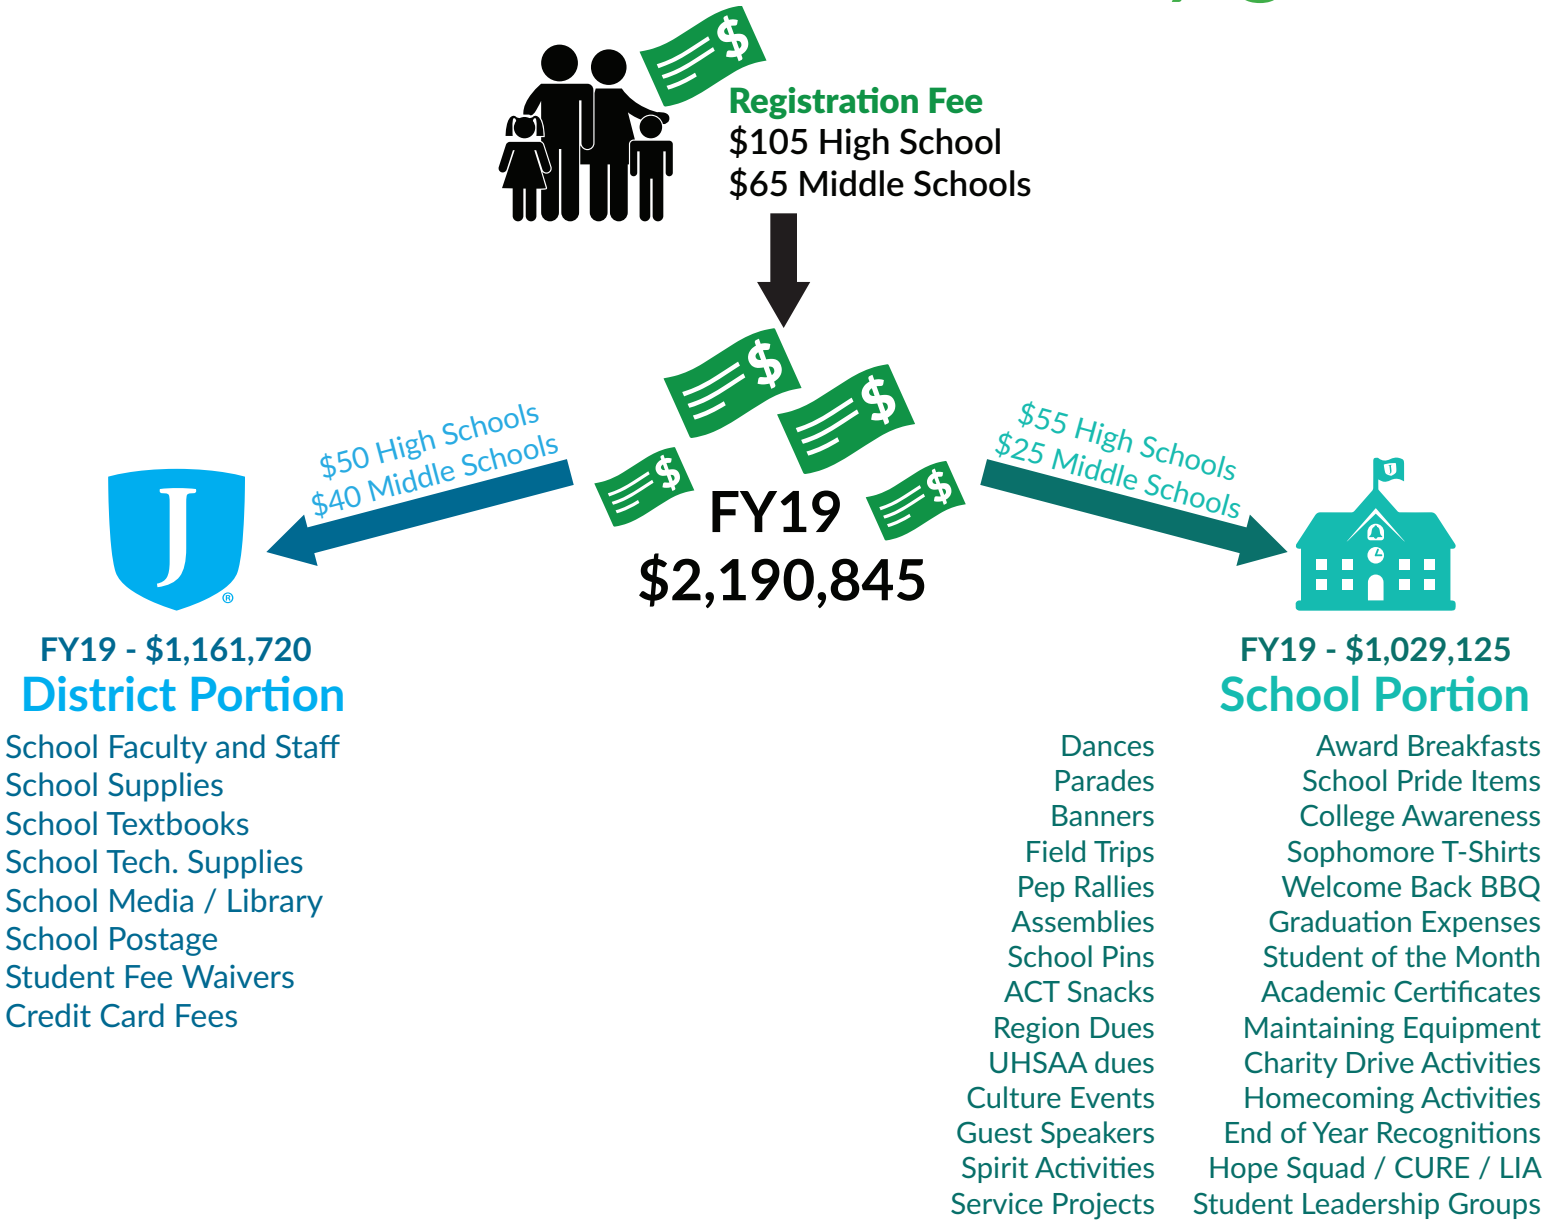 Registration Fee
$105 High School
$65 Middle Schools
$50 High Schools
$40 Middle Schools
$55 High Schools
$25 Middle Schools
FY19
$2,190,845
J
®
FY19 - $1,161,720
District Portion
School Faculty and Staff
School Supplies
School Textbooks
School Tech. Supplies
School Media / Library
School Postage
Student Fee Waivers
Credit Card Fees
FY19 - $1,029,125
School Portion
Dances
Parades
Banners
Field Trips
Pep Rallies
Assemblies
School Pins
ACT Snacks
Region Dues
UHSAA dues
Culture Events
Guest Speakers
Spirit Activities
Service Projects
Award Breakfasts
School Pride Items
College Awareness
Sophomore T-Shirts
Welcome Back BBQ
Graduation Expenses
Student of the Month
Academic Certificates
Maintaining Equipment
Charity Drive Activities
Homecoming Activities
End of Year Recognitions
Hope Squad / CURE / LIA
Student Leadership Groups